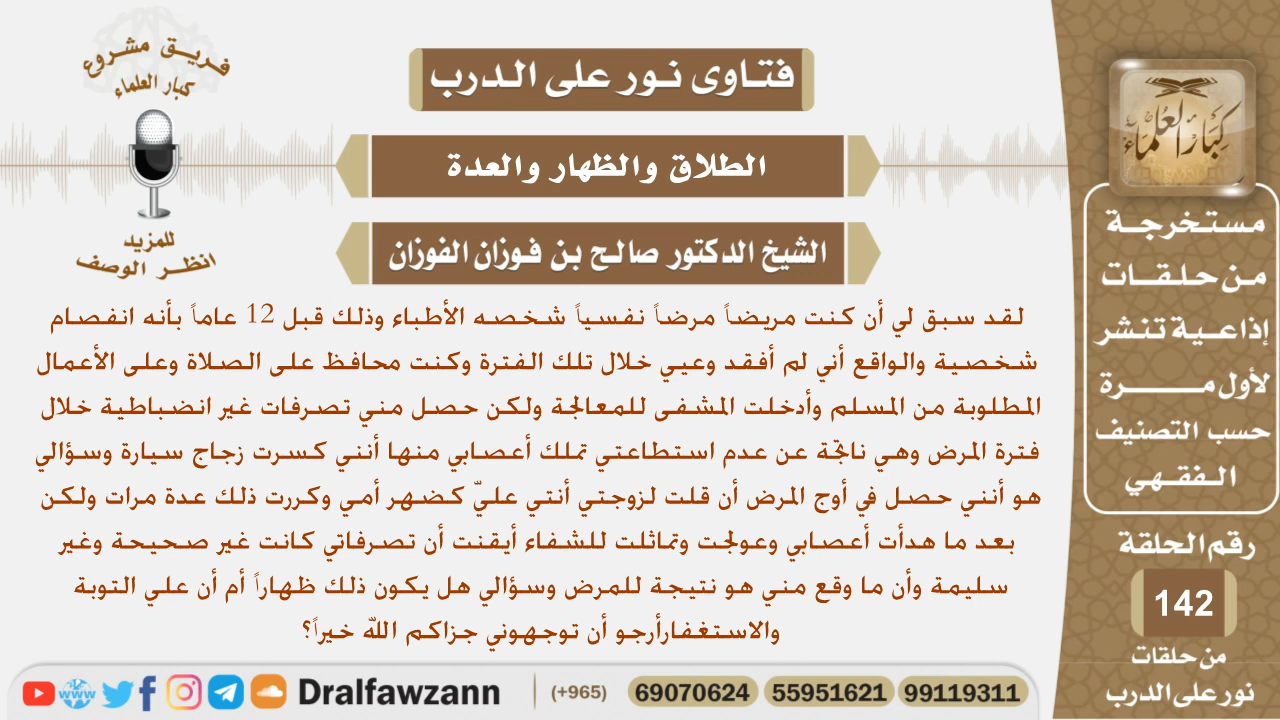 فريق مشروع
كبار العلماء
للمزيد
انظر الوصف
فتاوى نور على الدرب
الطلاق والظهار والعدة
الشيخ الدكتور صالح بن فوزان الفوزان
لقد سبق لي أن كنت مريضاً مرضاً نفسياً شخصه الأطباء وذلك قبل 12 عاماً بأنه انفصام
شخصية والواقع أني لم أفقد وعيي خلال تلك الفترة وكنت محافظ على الصلاة وعلى الأعمال
المطلوبة من المسلم وأدخلت المشفى للمعالجة ولكن حصل مني تصرفات غير انضباطية خلال
فترة المرض وهي ناتجة عن عدم استطاعتي تملك أعصابي منها أنني كسرت زجاج سيارة وسؤالي
هو أنني حصل في أوج المرض أن قلت لزوجتي أنتي عليّ كضهر أمي وكررت ذلك عدة مرات ولكن
بعد ما هدأت أعصابي وعولجت وتماثلت للشفاء أيقنت أن تصرفاتي كانت غير صحيحة وغير
سليمة وأن ما وقع مني هو نتيجة للمرض وسؤالي هل يكون ذلك ظهاراً أم أن علي التوبة
والاستغفارأرجو أن توجهوني جزاكم الله خيراً؟
كبار العلماء
مستخرجة
من حلقات
إذاعية تنشر
لأول مرة
حسب التصنيف
الفقهي
رقم الحلقة
142
من حلقات
نور على الدرب
Dralfawzann
(+965) 69070624 55951621 99119311